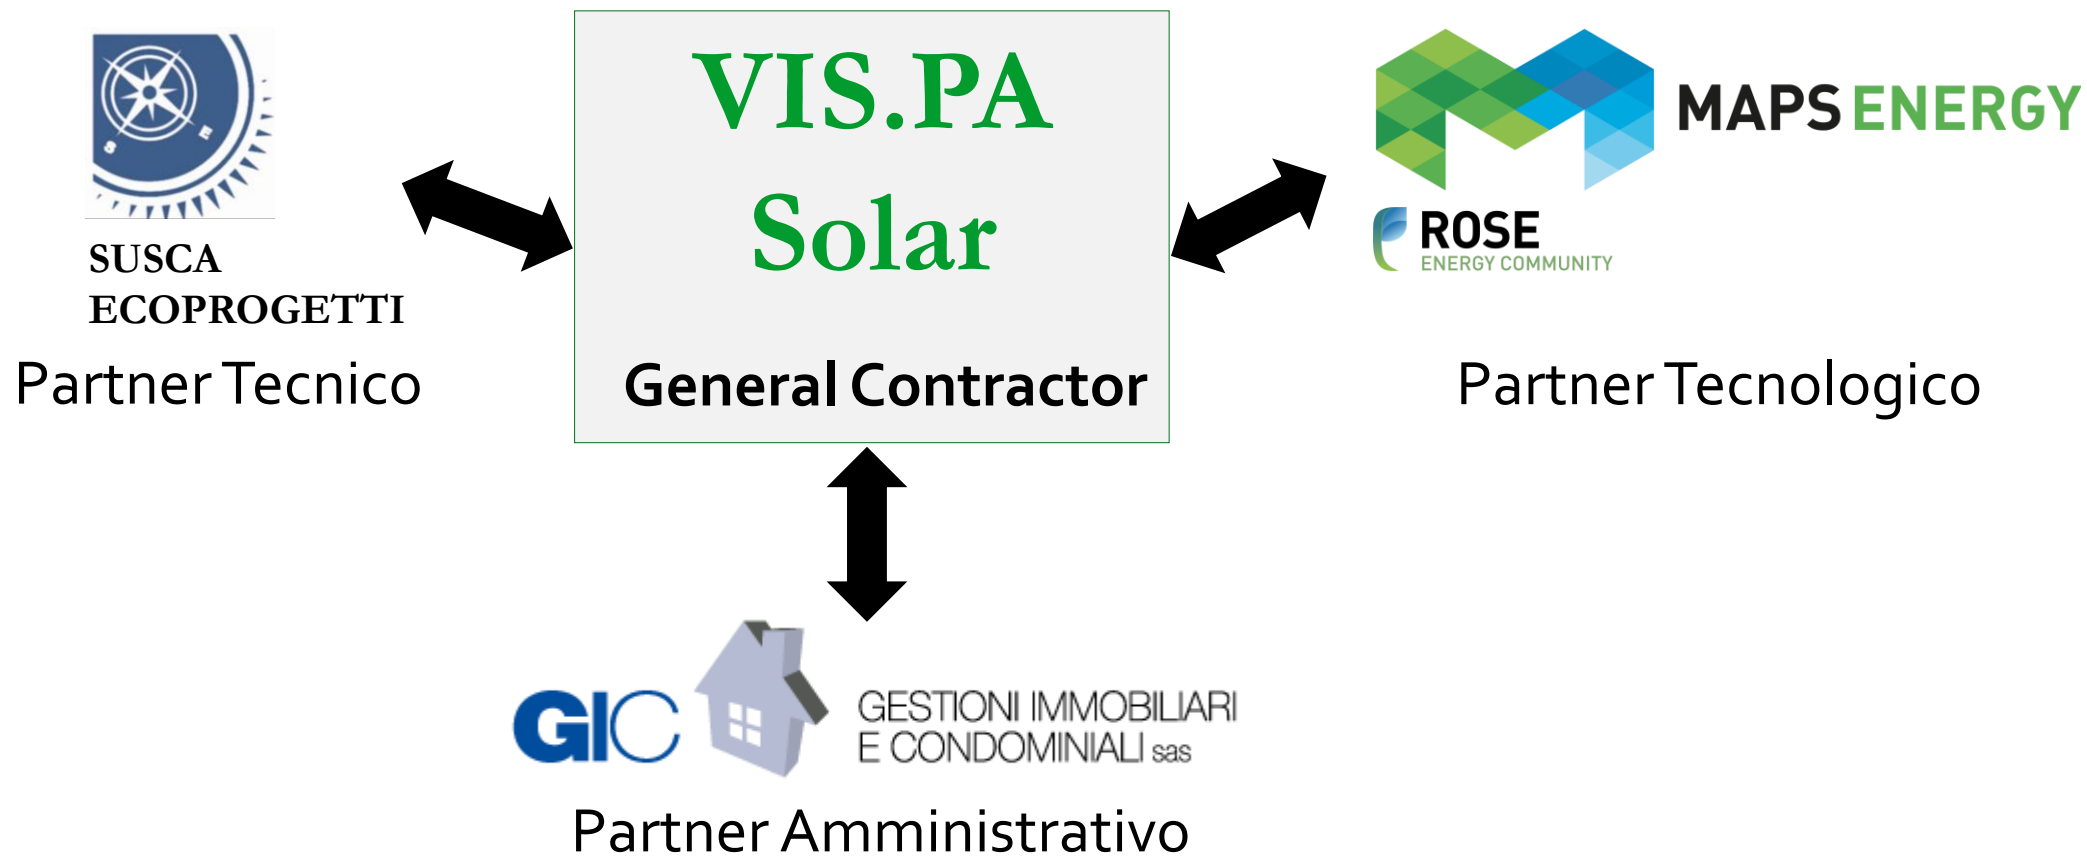 S
E
SUSCA
ECOPROGETTI
Partner Tecnico
VIS.PA
Solar
General Contractor
MAPS ENERGY
ROSE
ENERGY COMMUNITY
Partner Tecnologico
GIC
GESTIONI IMMOBILIARI
E CONDOMINIALI sas
Partner Amministrativo